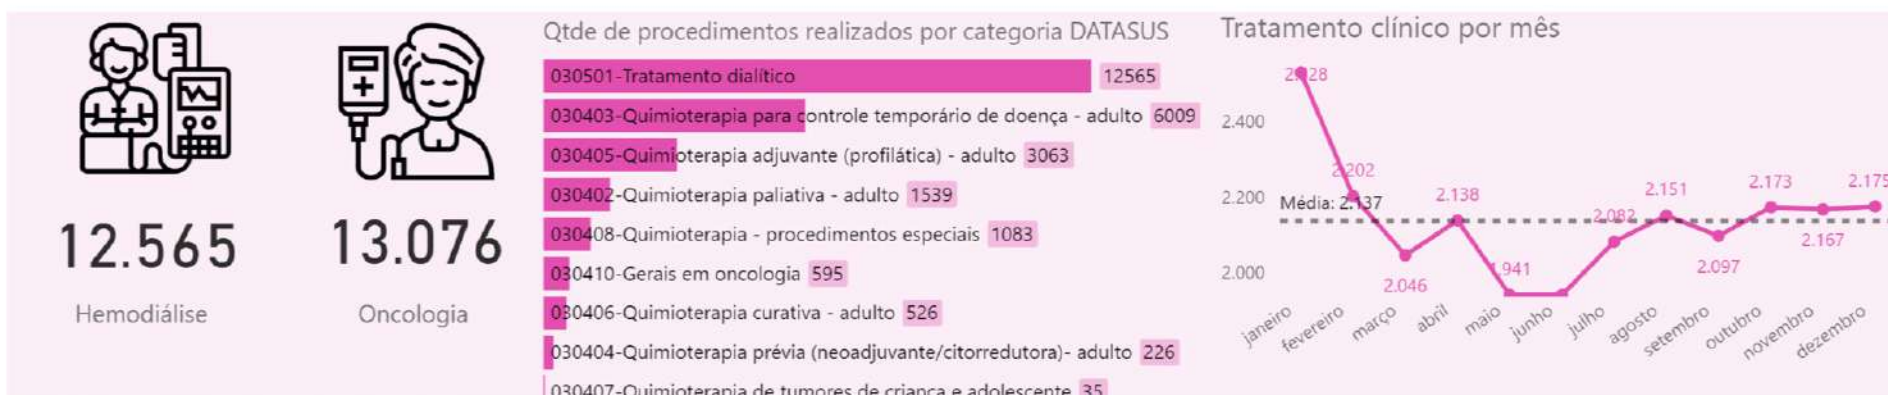 12.565
Hemodiálise
13.076
Oncologia
Qtde de procedimentos realizados por categoria DATASUS
030501-Tratamento dialítico 12565
030403-Quimioterapia para controle temporário de doença - adulto 6009
030405-Quimioterapia adjuvante (profilática) - adulto 3063
030402-Quimioterapia paliativa - adulto 1539
030408-Quimioterapia - procedimentos especiais 1083
030410-Gerais em oncologia 595
030406-Quimioterapia curativa - adulto 526
030404-Quimioterapia prévia (neoadjuvante/citorredutora)- adulto 226
030407-Quimioterapia de tumores de criança e adolescente 35
Tratamento clínico por mês
2.400
2.200
2.000
Média: 2.137
2.202
2.046
2.138
2.082
2.151
2.097
2.173
2.167
2.175
janeiro
fevereiro
março
abril
maio
junho
julho
agosto
setembro
outubro
novembro
dezembro